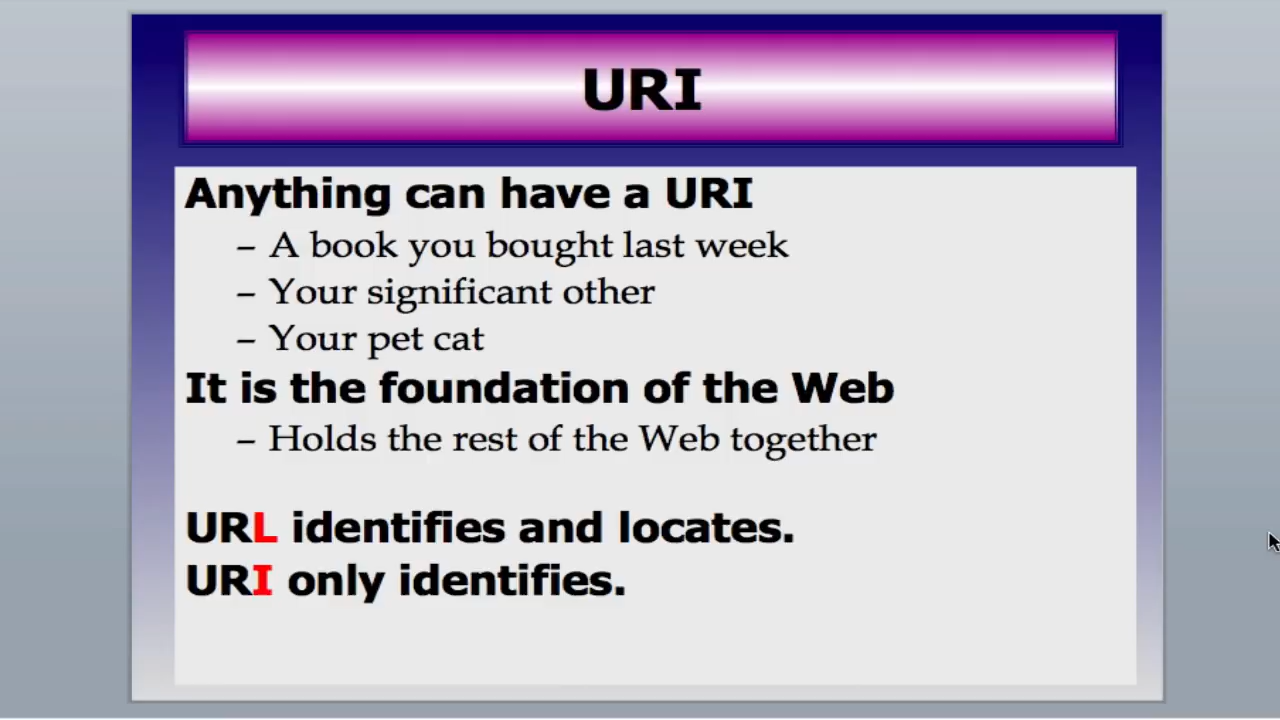 URI
Anything can have a URI
– A book you bought last week
– Your significant other
– Your pet cat
It is the foundation of the Web
– Holds the rest of the Web together
URL identifies and locates.
URI only identifies.